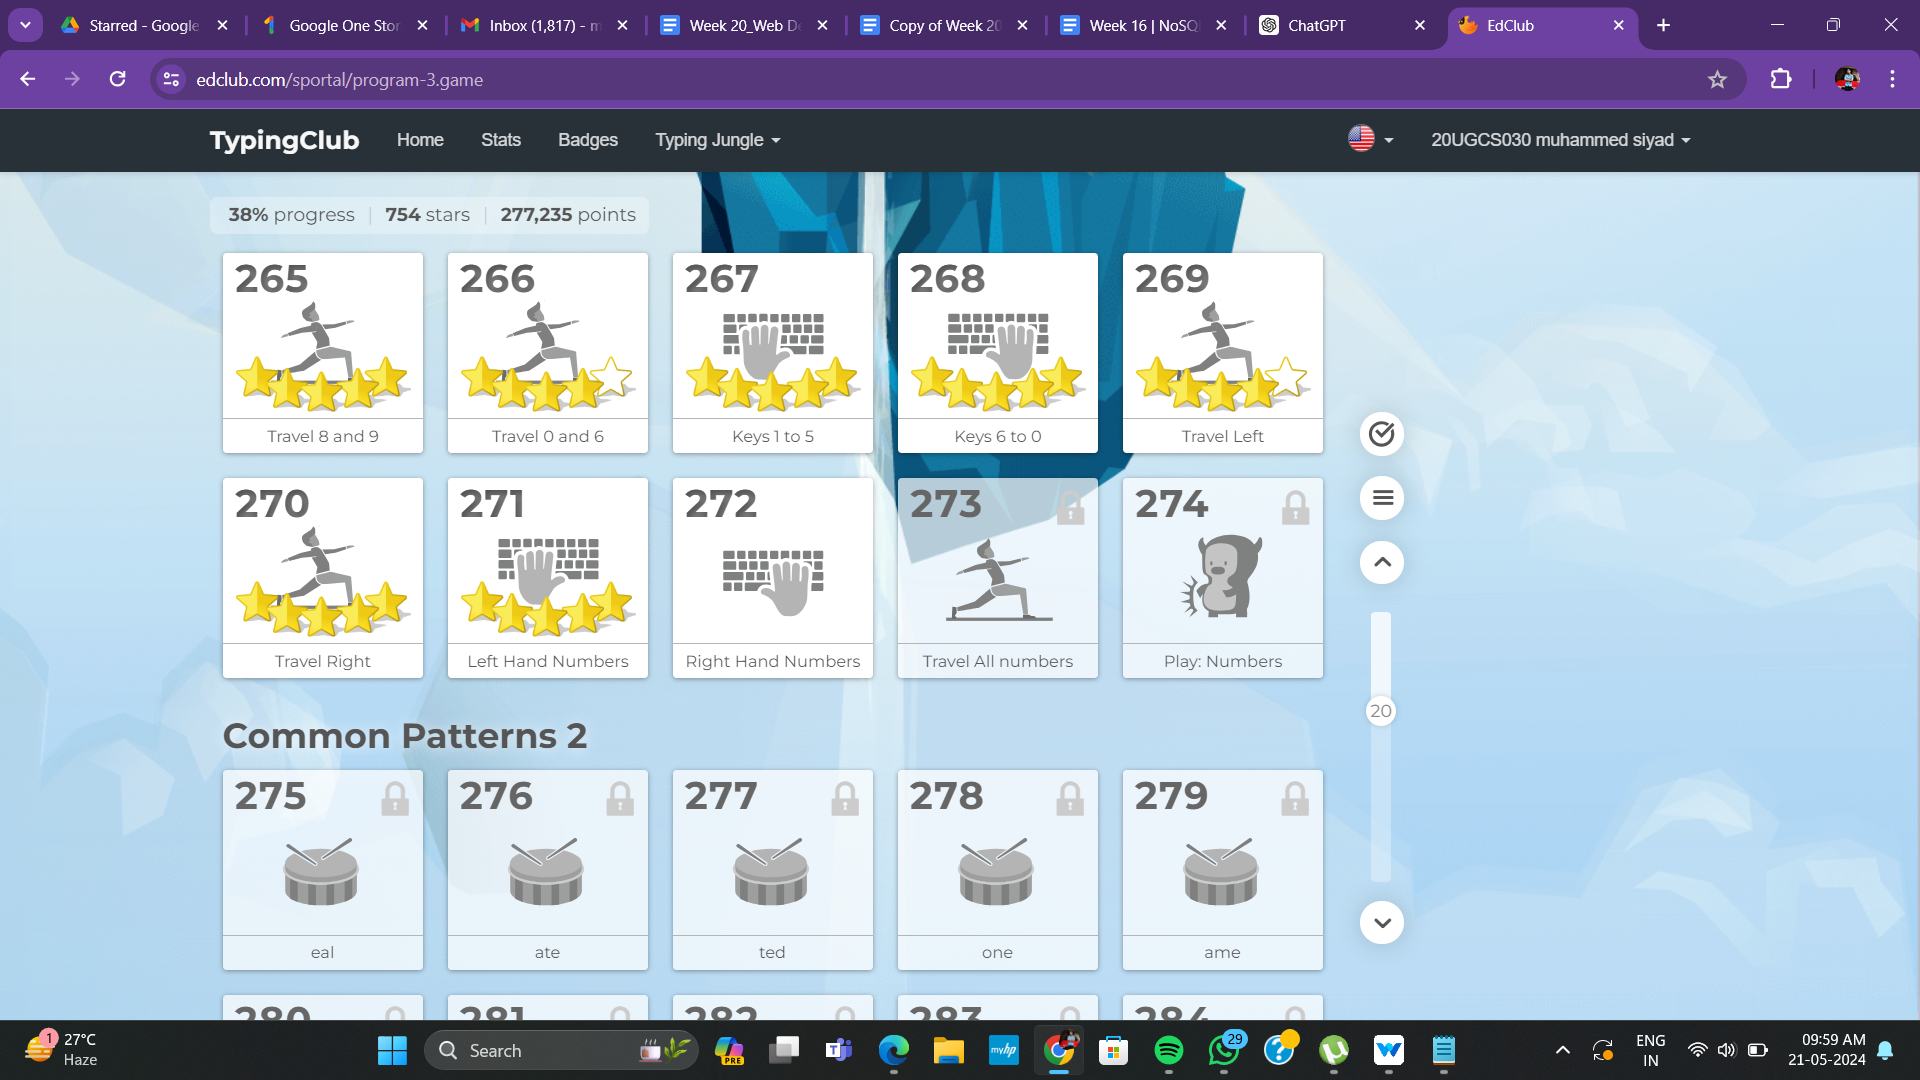 Starred - Google
Google One Stor
Inbox (1,817) - m
Week 20_Web De
Copy of Week 20
Week 16 | NoSQ
ChatGPT
EdClub
edclub.com/sportal/program-3.game
TypingClub Home Stats Badges Typing Jungle 20UGCS030 muhammed siyad
38% progress 754 stars 277,235 points
265 266 267 268 269
Travel 8 and 9 Travel 0 and 6 Keys 1 to 5 Keys 6 to 0 Travel Left
270 271 272 273 274
Travel Right Left Hand Numbers Right Hand Numbers Travel All numbers Play: Numbers
20
Common Patterns 2
275 276 277 278 279
eal ate ted one ame
280 281 282 283 284
1 27°C
Haze
Search
PRE
myhp
29
ENG
IN
09:59 AM
21-05-2024